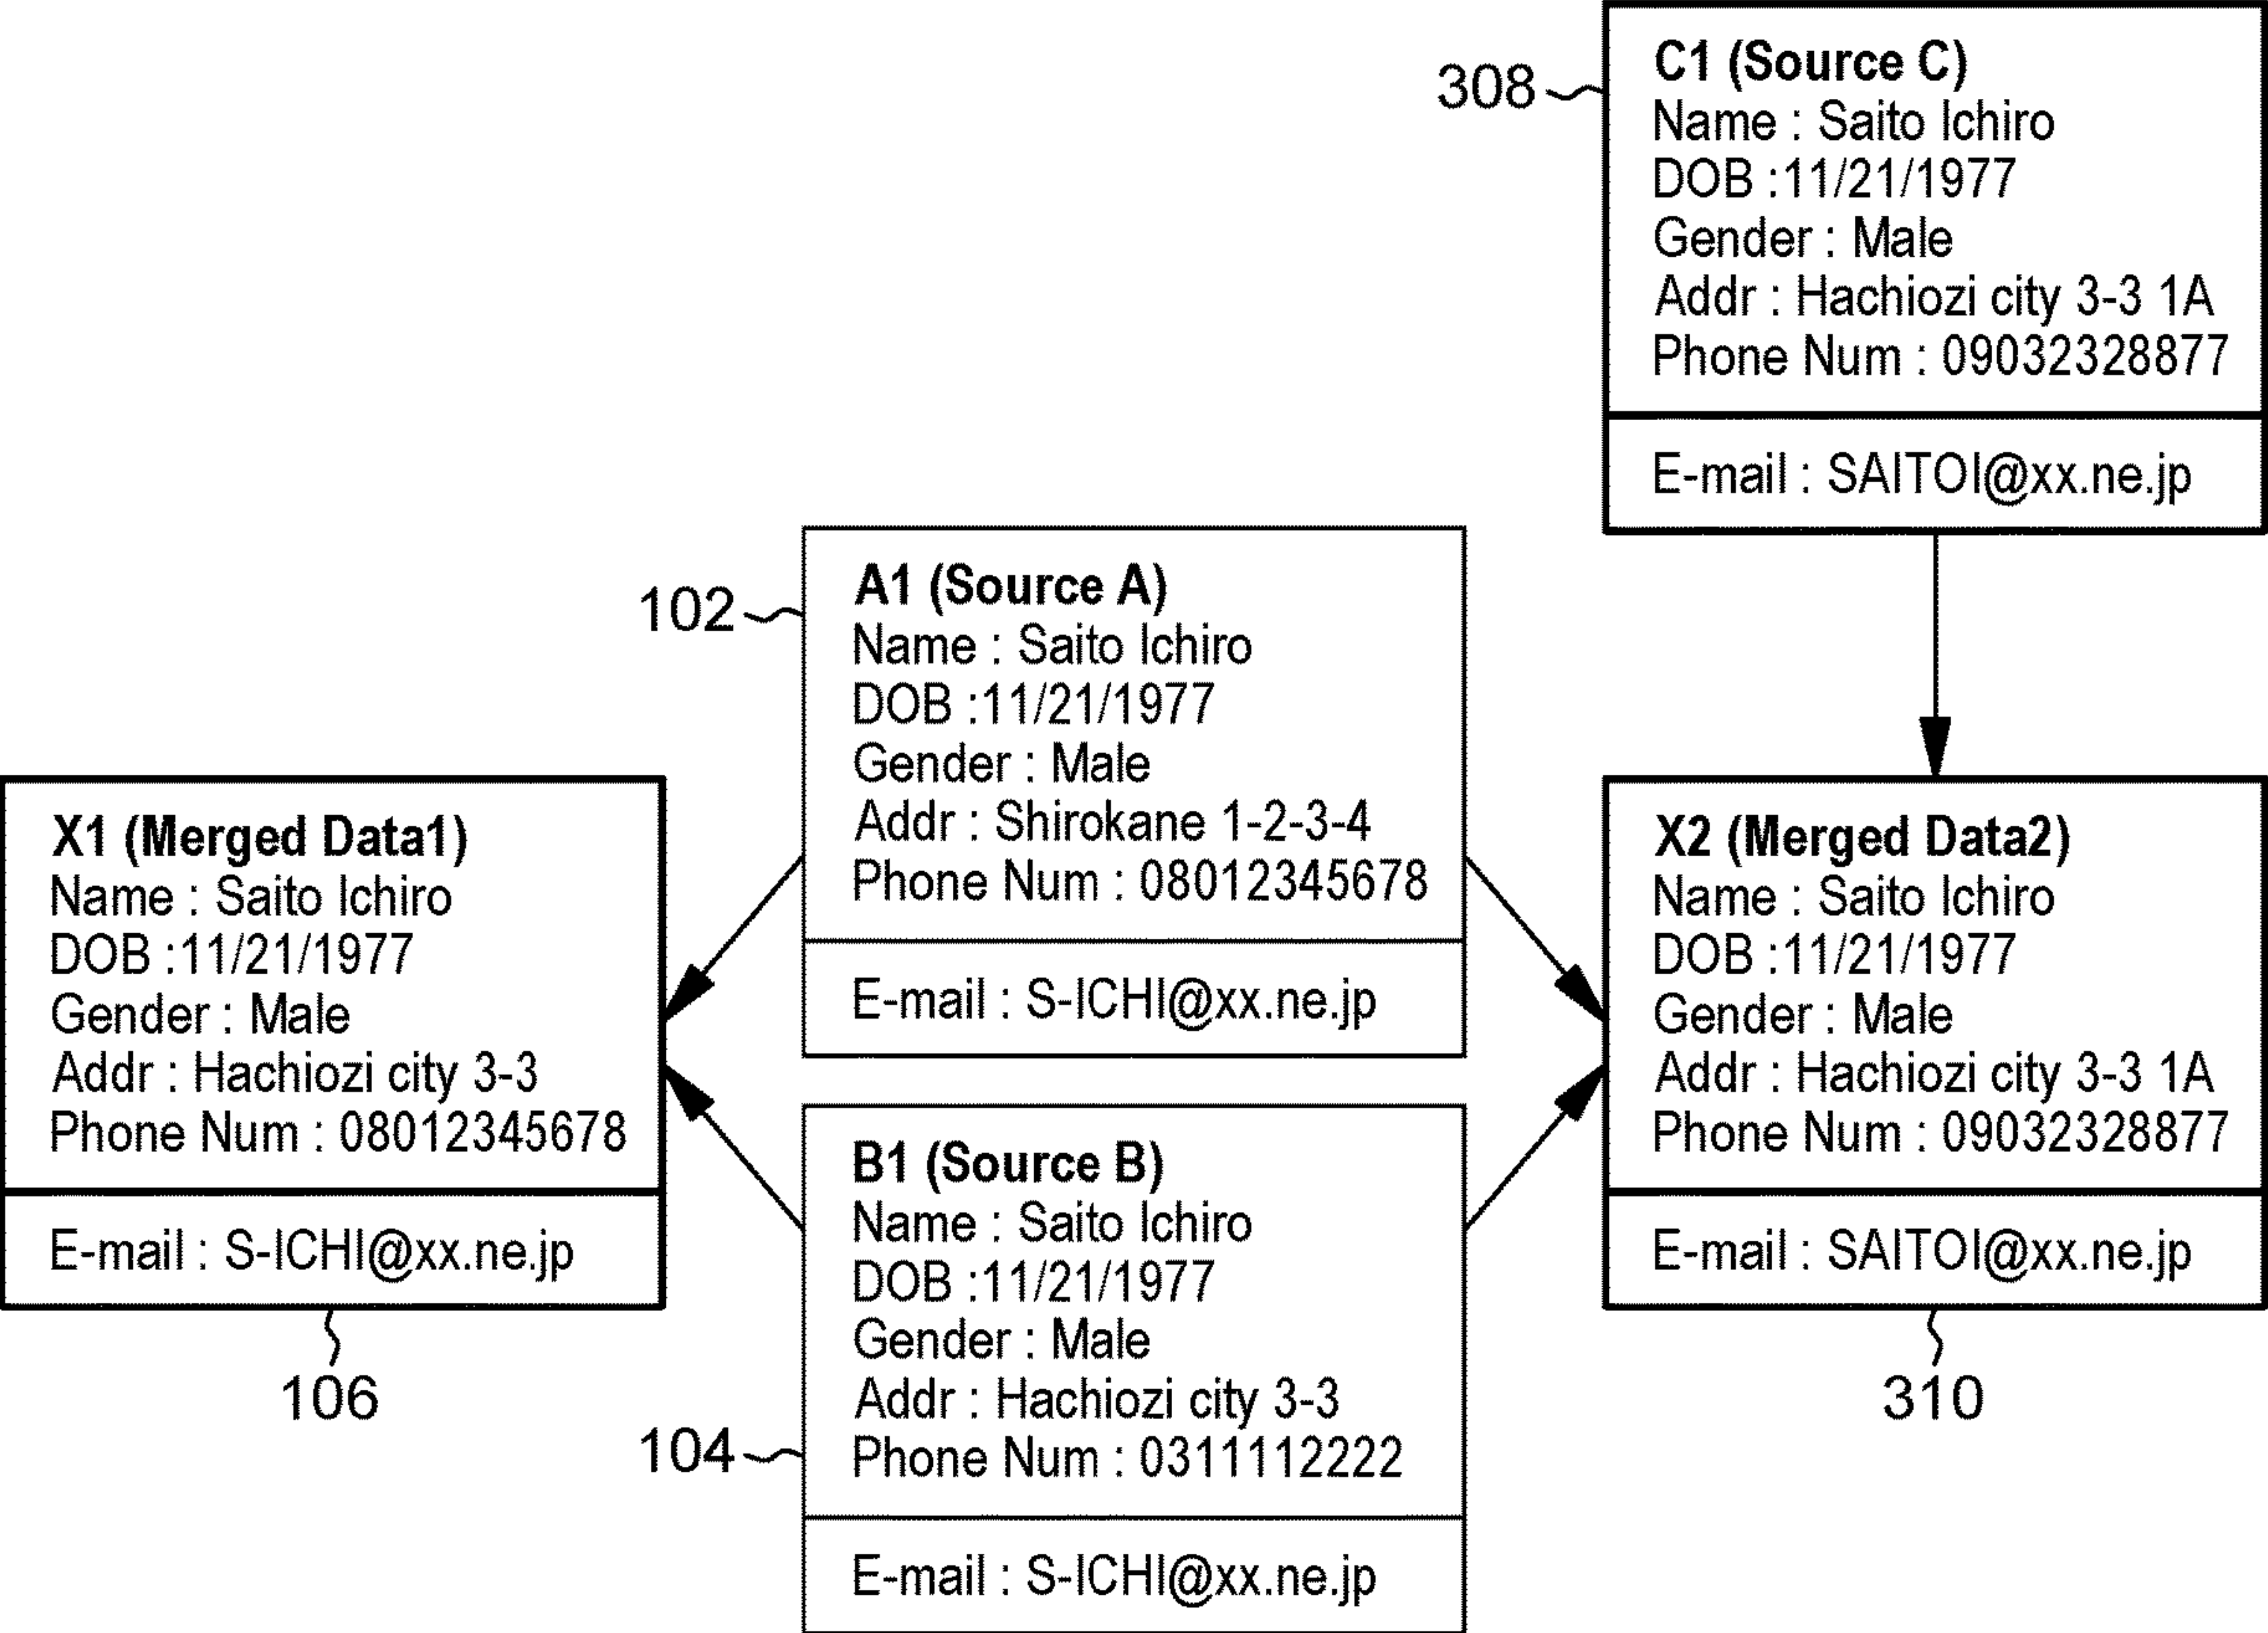 308
C1 (Source C)
Name : Saito Ichiro
DOB :11/21/1977
Gender : Male
Addr : Hachiozi city 3-3 1A
Phone Num : 09032328877
E-mail : SAITOI@xx.ne.jp
102
A1 (Source A)
Name : Saito Ichiro
DOB :11/21/1977
Gender : Male
Addr : Shirokane 1-2-3-4
Phone Num : 08012345678
E-mail : S-ICHI@xx.ne.jp
X1 (Merged Data1)
Name : Saito Ichiro
DOB :11/21/1977
Gender : Male
Addr : Hachiozi city 3-3
Phone Num : 08012345678
E-mail : S-ICHI@xx.ne.jp
106
X2 (Merged Data2)
Name : Saito Ichiro
DOB :11/21/1977
Gender : Male
Addr : Hachiozi city 3-3 1A
Phone Num : 09032328877
E-mail : SAITOI@xx.ne.jp
310
B1 (Source B)
Name : Saito Ichiro
DOB :11/21/1977
Gender : Male
Addr : Hachiozi city 3-3
Phone Num : 0311112222
E-mail : S-ICHI@xx.ne.jp
104